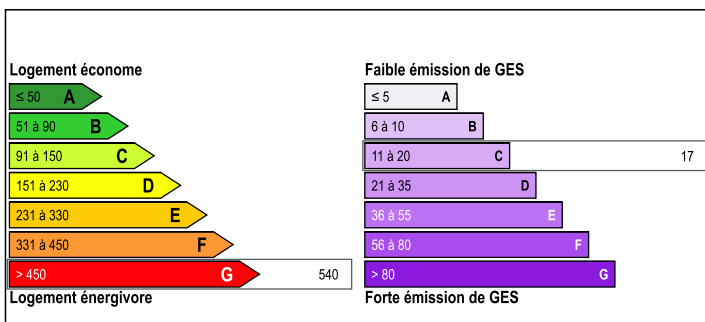 Logement économe
≤ 50 A
51 à 90 B
91 à 150 C
151 à 230 D
231 à 330 E
331 à 450 F
> 450 G 540
Logement énergivore
Faible émission de GES
≤ 5 A
6 à 10 B
11 à 20 C 17
21 à 35 D
36 à 55 E
56 à 80 F
> 80 G
Forte émission de GES